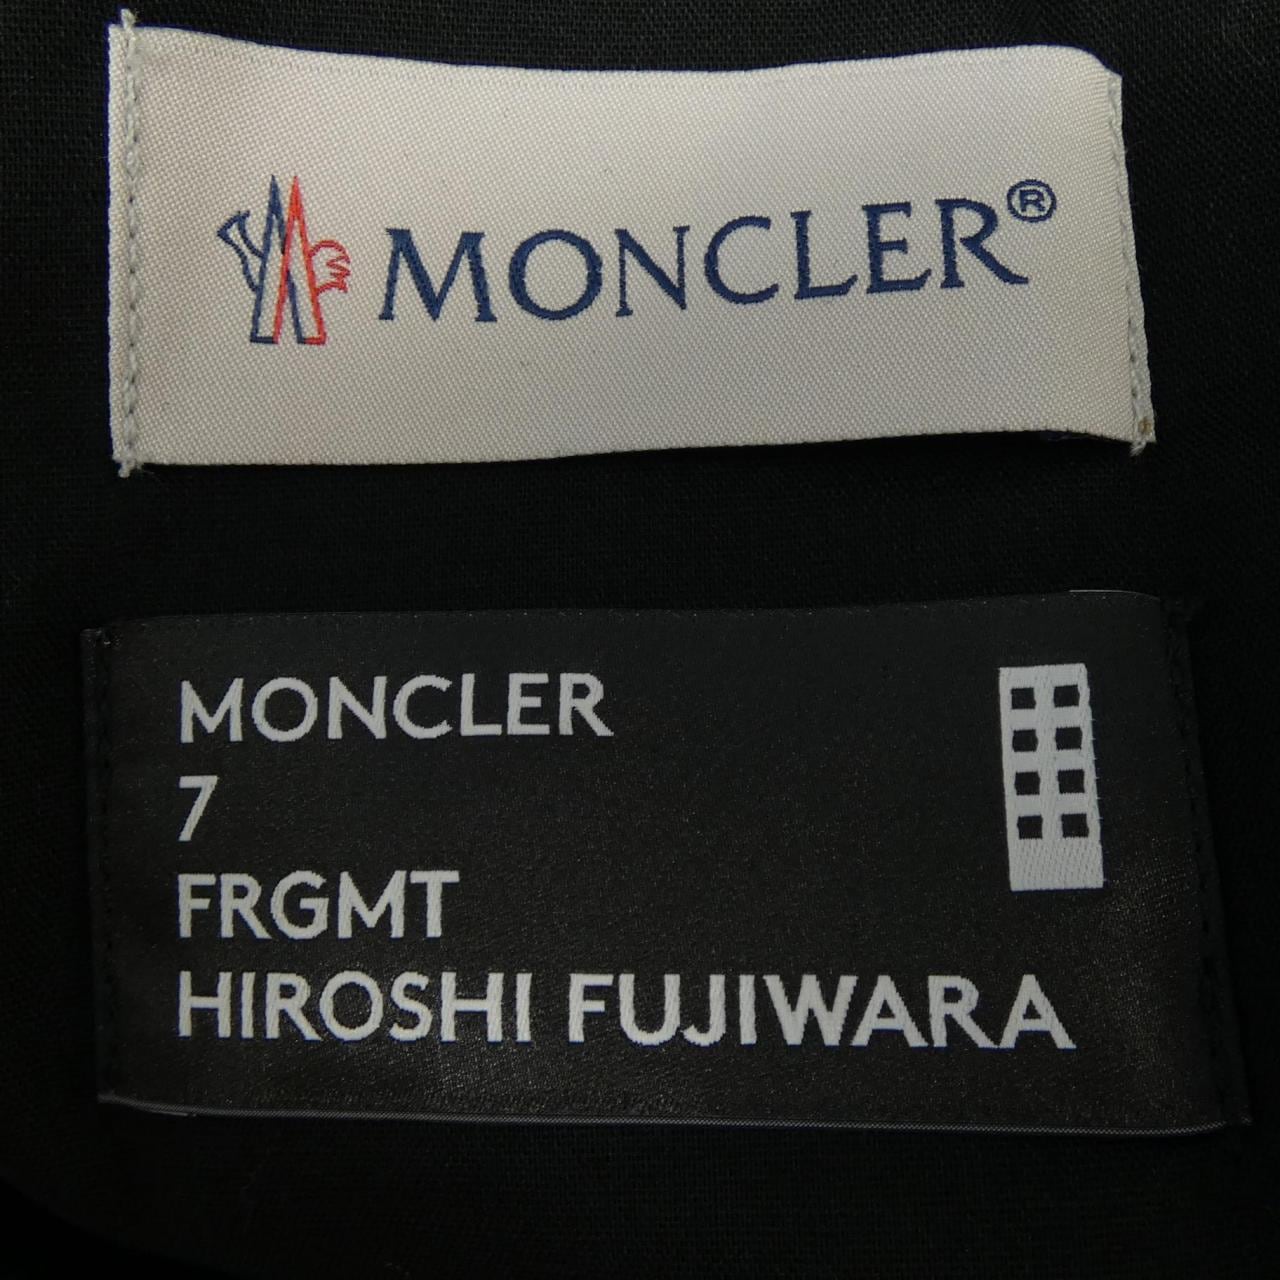 MONCLER®
MONCLER
7
FRGMT
HIROSHI FUJIWARA